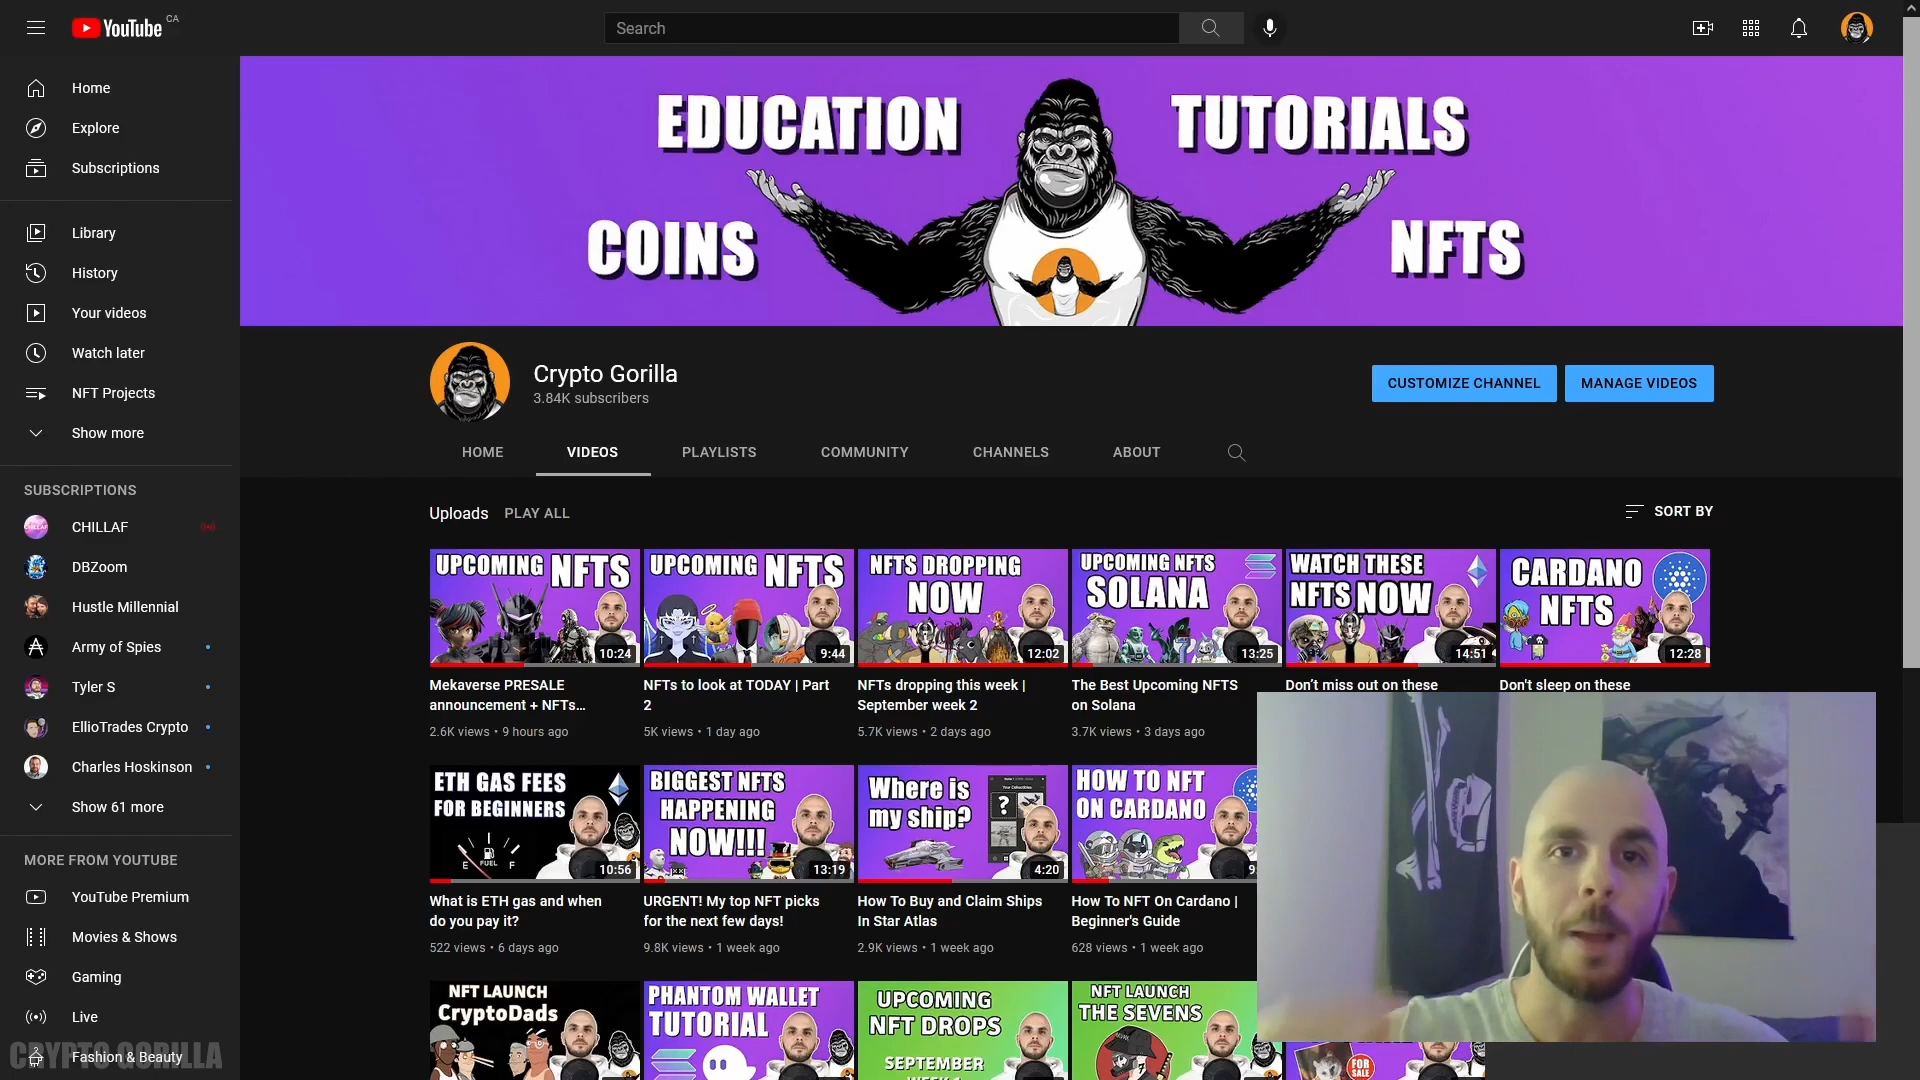 YouTube CA
Search
Home
Explore
Subscriptions
Library
History
Your videos
Watch later
NFT Projects
Show more
SUBSCRIPTIONS
CHILLAF
DBZoom
Hustle Millennial
Army of Spies
Tyler S
EllioTrades Crypto
Charles Hoskinson
Show 61 more
MORE FROM YOUTUBE
YouTube Premium
Movies & Shows
Gaming
Live
Fashion & Beauty
CRYPTO GORILLA
EDUCATION
TUTORIALS
COINS
NFTS
Crypto Gorilla
3.84K subscribers
CUSTOMIZE CHANNEL
MANAGE VIDEOS
HOME
VIDEOS
PLAYLISTS
COMMUNITY
CHANNELS
ABOUT
Uploads
PLAY ALL
SORT BY
UPCOMING NFTS
10:24
Mekaverse PRESALE
announcement + NFTs...
2.6K views • 9 hours ago
UPCOMING NFTS
9:44
NFTs to look at TODAY | Part
2
5K views • 1 day ago
NFTS DROPPING
NOW
12:02
NFTs dropping this week |
September week 2
5.7K views • 2 days ago
UPCOMING NFTS
SOLANA
13:25
The Best Upcoming NFTS
on Solana
3.7K views • 3 days ago
WATCH THESE
NFTS NOW
14:51
Don't miss out on these
CARDANO
NFTS
12:28
Don't sleep on these
ETH GAS FEES
FOR BEGINNERS
E FUEL F
10:56
What is ETH gas and when
do you pay it?
522 views • 6 days ago
BIGGEST NFTS
HAPPENING
NOW!!!
13:19
URGENT! My top NFT picks
for the next few days!
9.8K views • 1 week ago
Where is
my ship?
?
4:20
How To Buy and Claim Ships
In Star Atlas
2.9K views • 1 week ago
HOW TO NFT
ON CARDANO
9:
How To NFT On Cardano |
Beginner's Guide
628 views • 1 week ago
NFT LAUNCH
CryptoDads
PHANTOM WALLET
TUTORIAL
UPCOMING
NFT DROPS
SEPTEMBER
WEEK 1
NFT LAUNCH
THE SEVENS
FOR
SALE